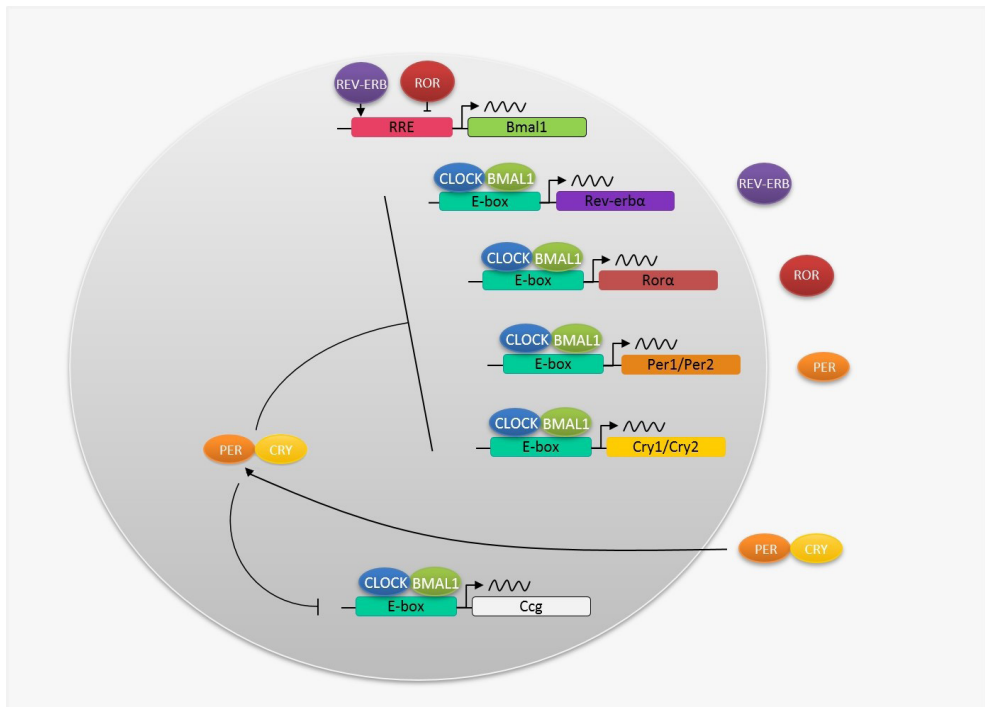 REV-ERB ROR
RRE Bmal1
CLOCK BMAL1
E-box Rev-erbα
REV-ERB
CLOCK BMAL1
E-box Rorα
ROR
CLOCK BMAL1
E-box Per1/Per2
PER
CLOCK BMAL1
E-box Cry1/Cry2
PER CRY
PER CRY
CLOCK BMAL1
E-box Ccg